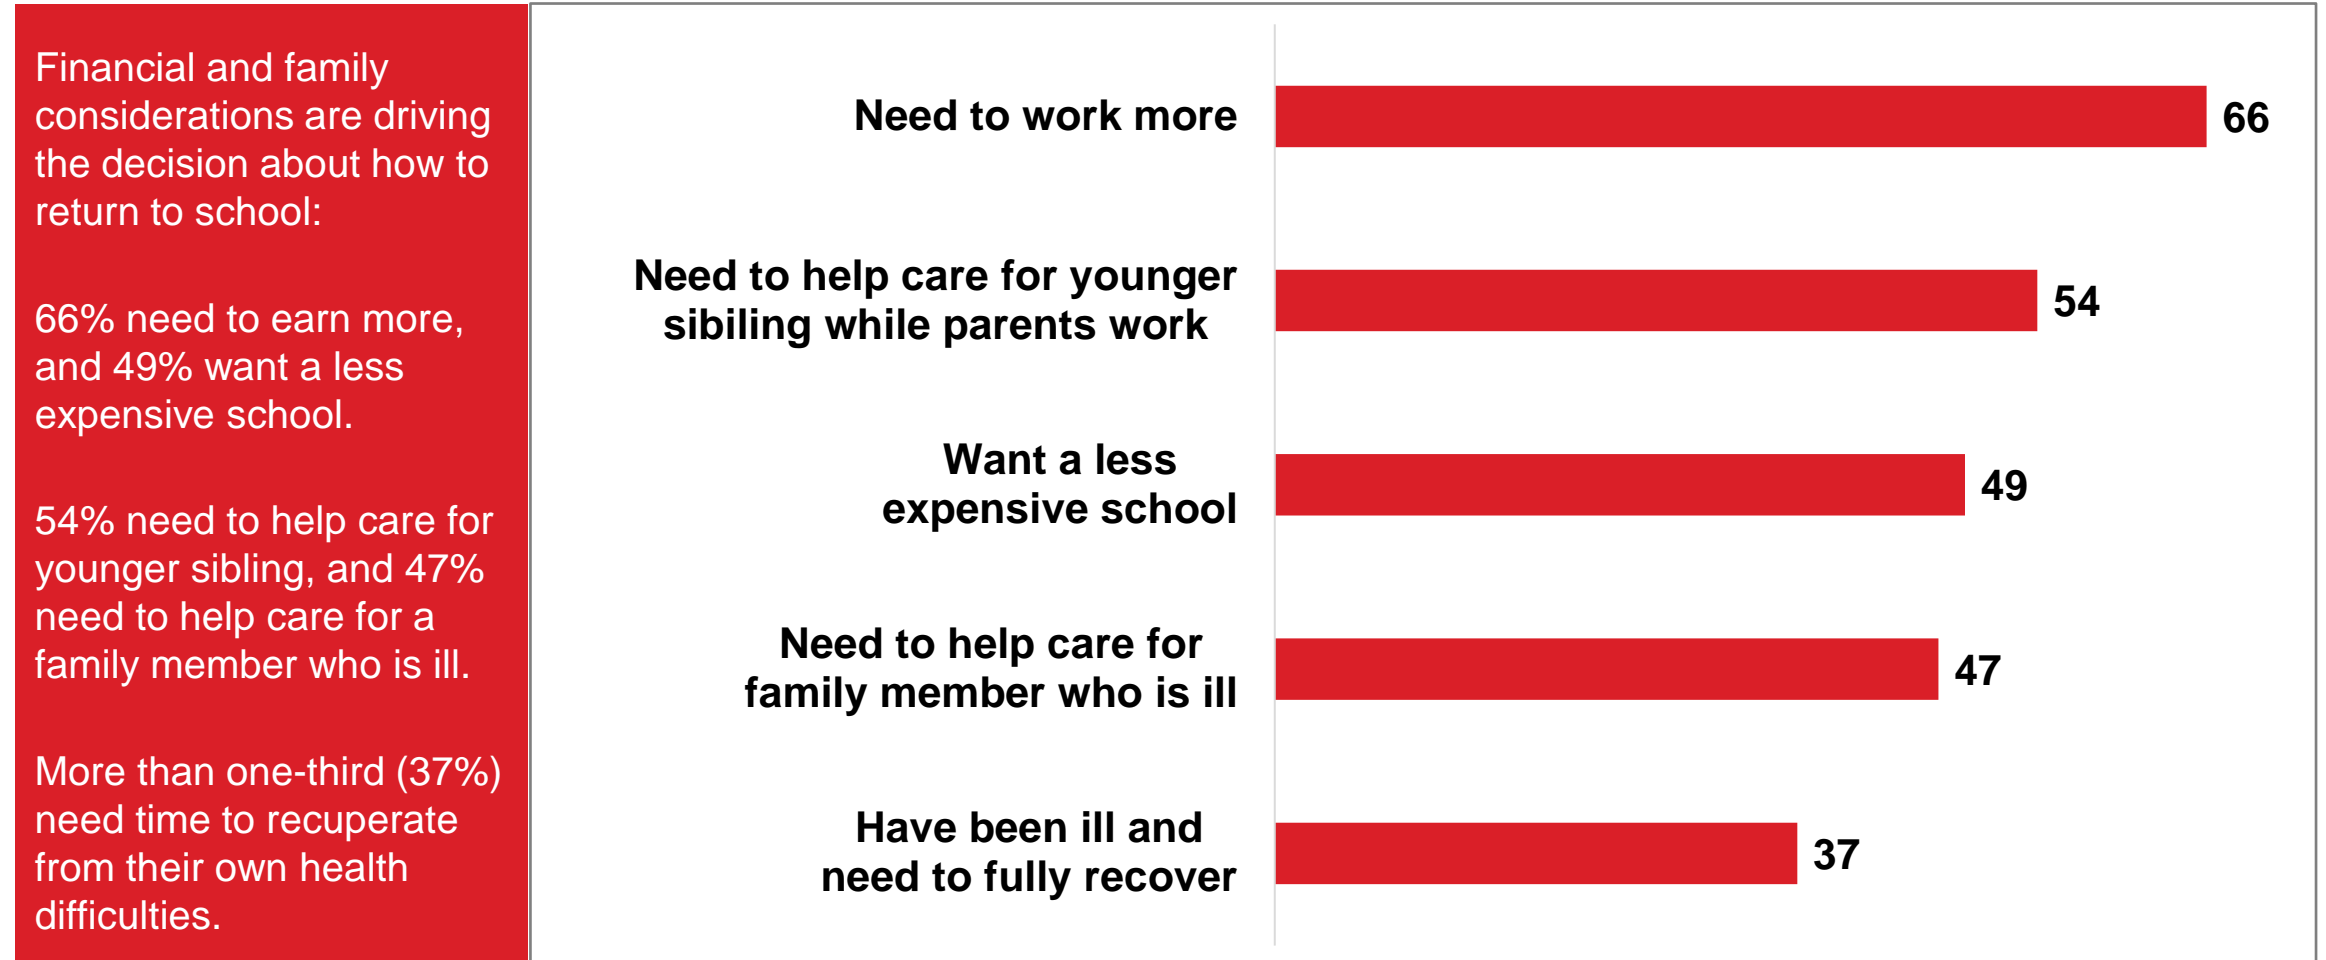 Financial and family
considerations are driving
the decision about how to
return to school:
66% need to earn more,
and 49% want a less
expensive school.
54% need to help care for
younger sibling, and 47%
need to help care for a
family member who is ill.
More than one-third (37%)
need time to recuperate
from their own health
difficulties.
Need to work more
66
Need to help care for younger
sibiling while parents work
54
Want a less
expensive school
49
Need to help care for
family member who is ill
47
Have been ill and
need to fully recover
37